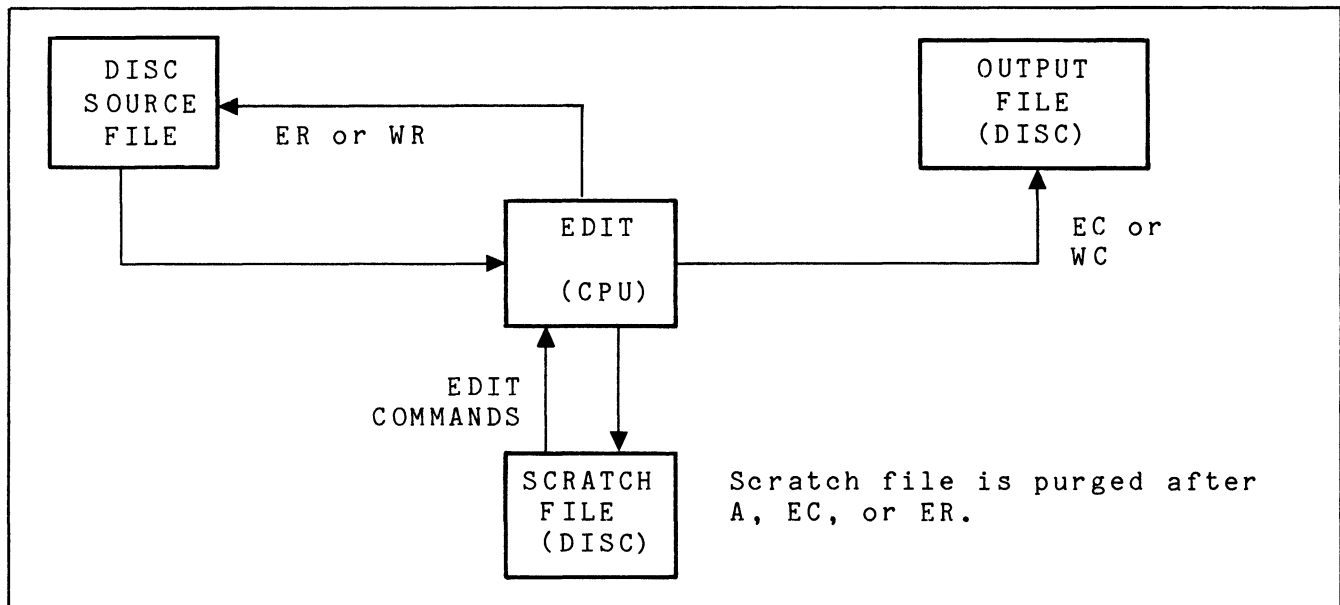 DISC
SOURCE
FILE
ER or WR
OUTPUT
FILE
(DISC)
EDIT
(CPU)
EC or
WC
EDIT
COMMANDS
SCRATCH
FILE
(DISC)
Scratch file is purged after
A, EC, or ER.